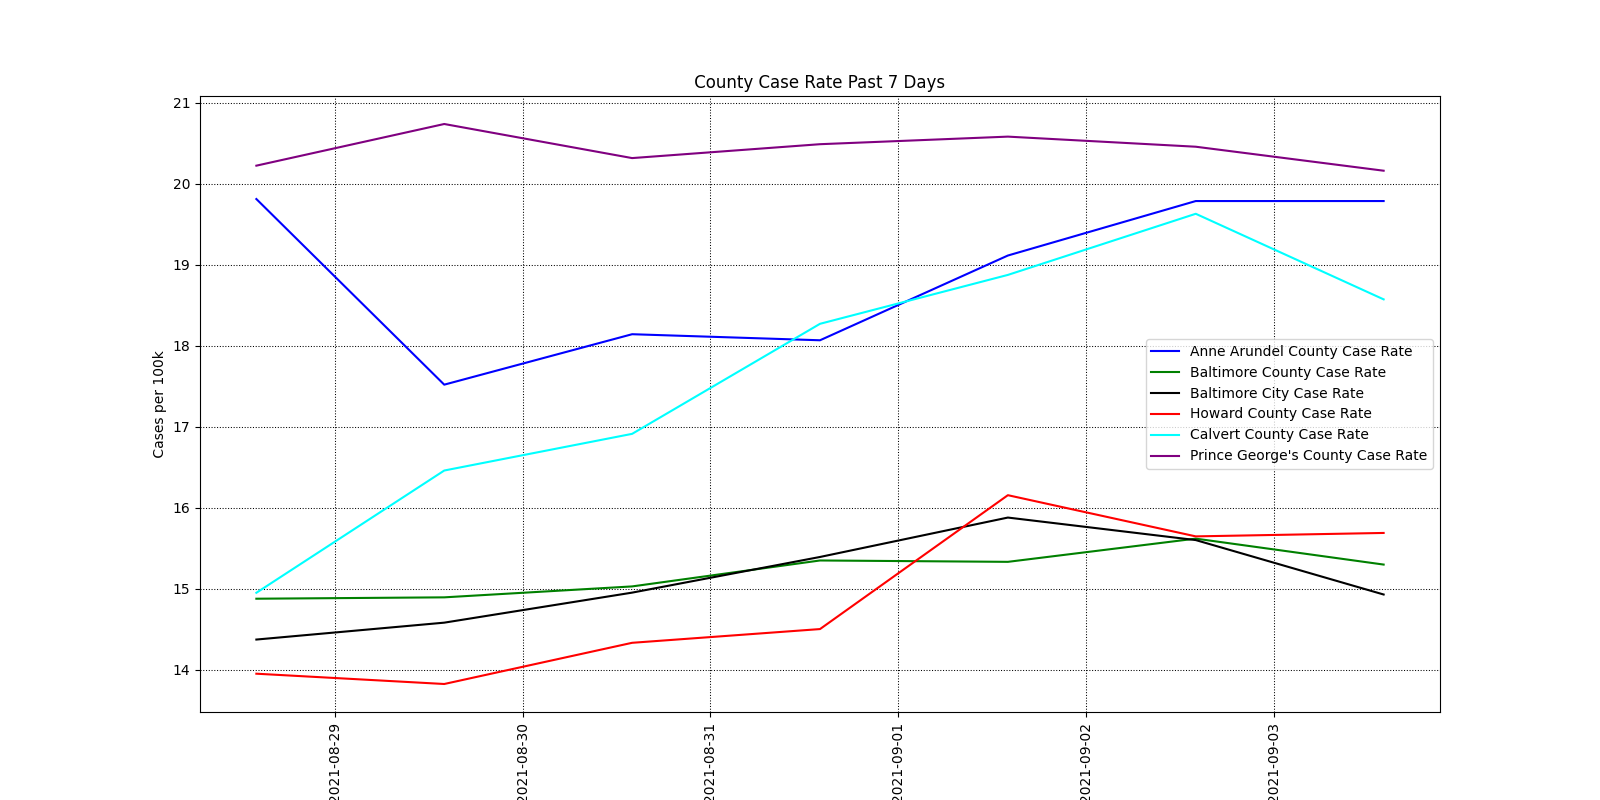 County Case Rate Past 7 Days
Cases per 100k
21
20
19
18
17
16
15
14
Anne Arundel County Case Rate
Baltimore County Case Rate
Baltimore City Case Rate
Howard County Case Rate
Calvert County Case Rate
Prince George's County Case Rate
2021-08-29
2021-08-30
2021-08-31
2021-09-01
2021-09-02
2021-09-03